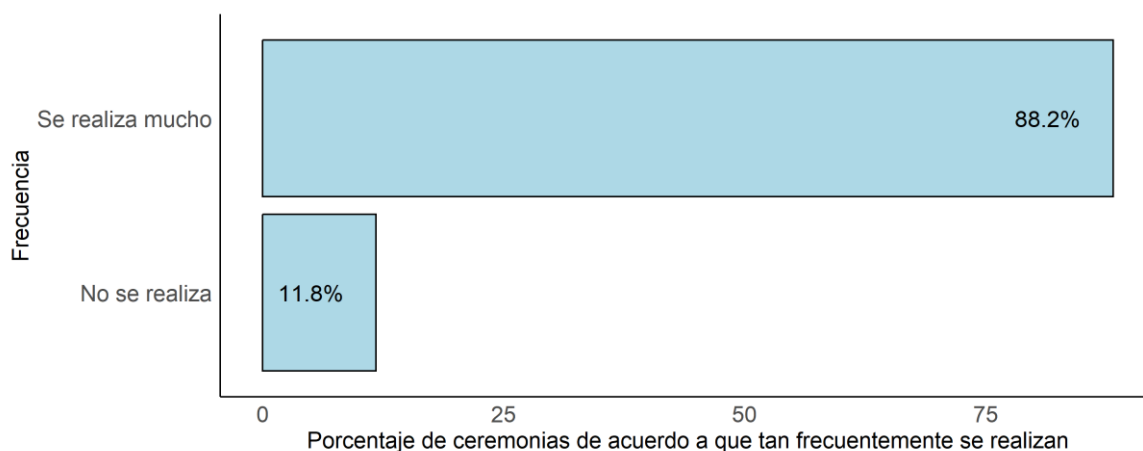 Se realiza mucho
88.2%
Frecuencia
No se realiza
11.8%
0 25 50 75
Porcentaje de ceremonias de acuerdo a que tan frecuentemente se realizan